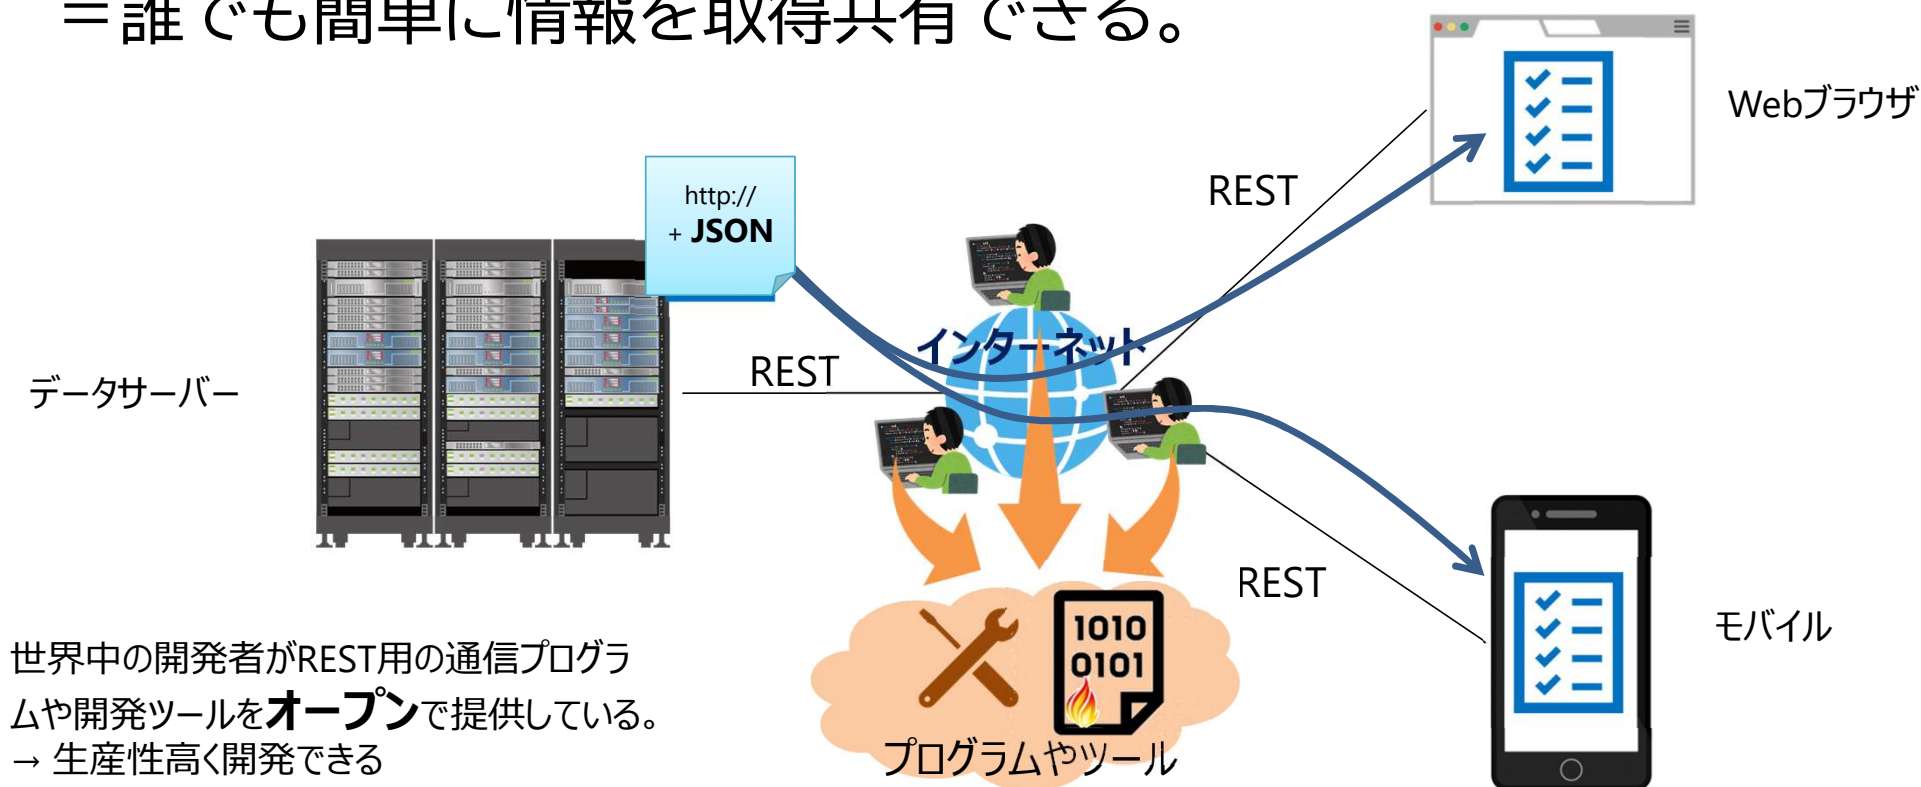 ＝誰でも簡単に情報を取得共有できる。
Webブラウザ
http://
+ JSON
REST
インターネット
REST
データサーバー
REST
モバイル
1010
0101
プログラムやツール
世界中の開発者がREST用の通信プログラ
ムや開発ツールをオープンで提供している。
→ 生産性高く開発できる